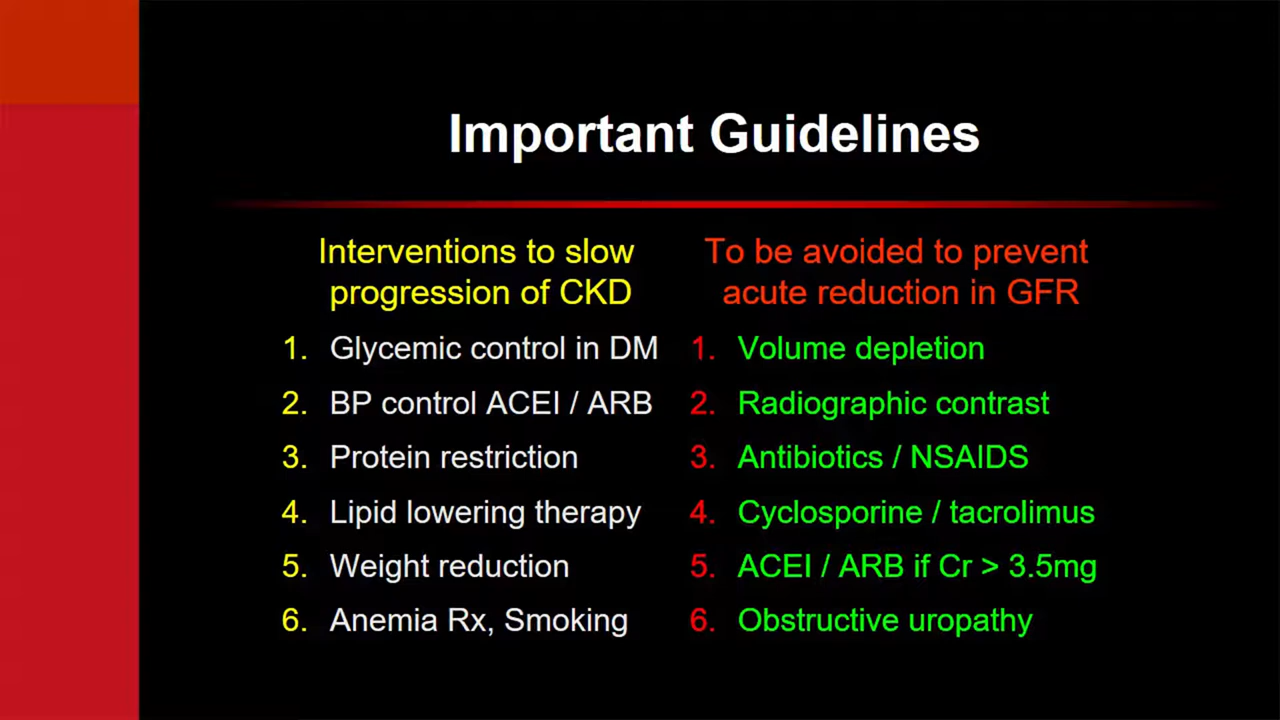 Important Guidelines
Interventions to slow
progression of CKD
1. Glycemic control in DM
2. BP control ACEI / ARB
3. Protein restriction
4. Lipid lowering therapy
5. Weight reduction
6. Anemia Rx, Smoking
To be avoided to prevent
acute reduction in GFR
1. Volume depletion
2. Radiographic contrast
3. Antibiotics / NSAIDS
4. Cyclosporine / tacrolimus
5. ACEI / ARB if Cr > 3.5mg
6. Obstructive uropathy